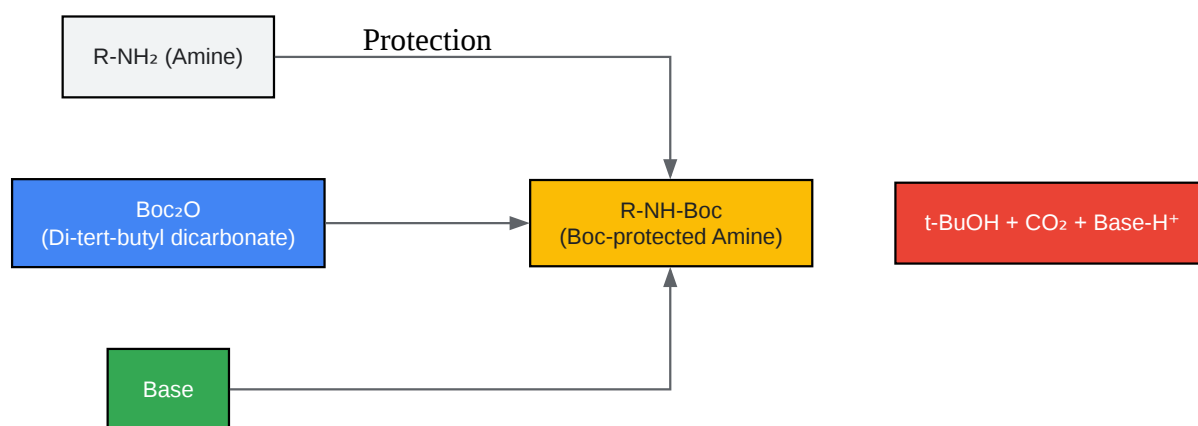 Protection
R-NH₂ (Amine)
Boc₂O
(Di-tert-butyl dicarbonate)
R-NH-Boc
(Boc-protected Amine)
t-BuOH + CO₂ + Base-H⁺
Base